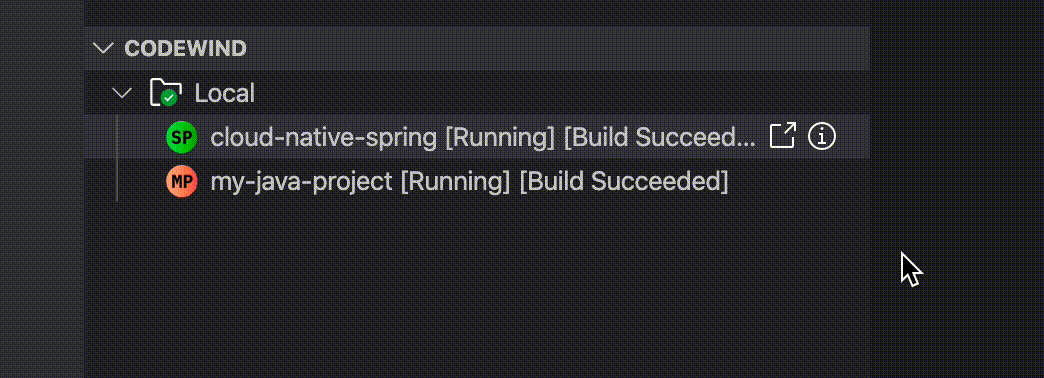 CODEWIND
Local
SP cloud-native-spring [Running] [Build Succeed...
MP my-java-project [Running] [Build Succeeded]